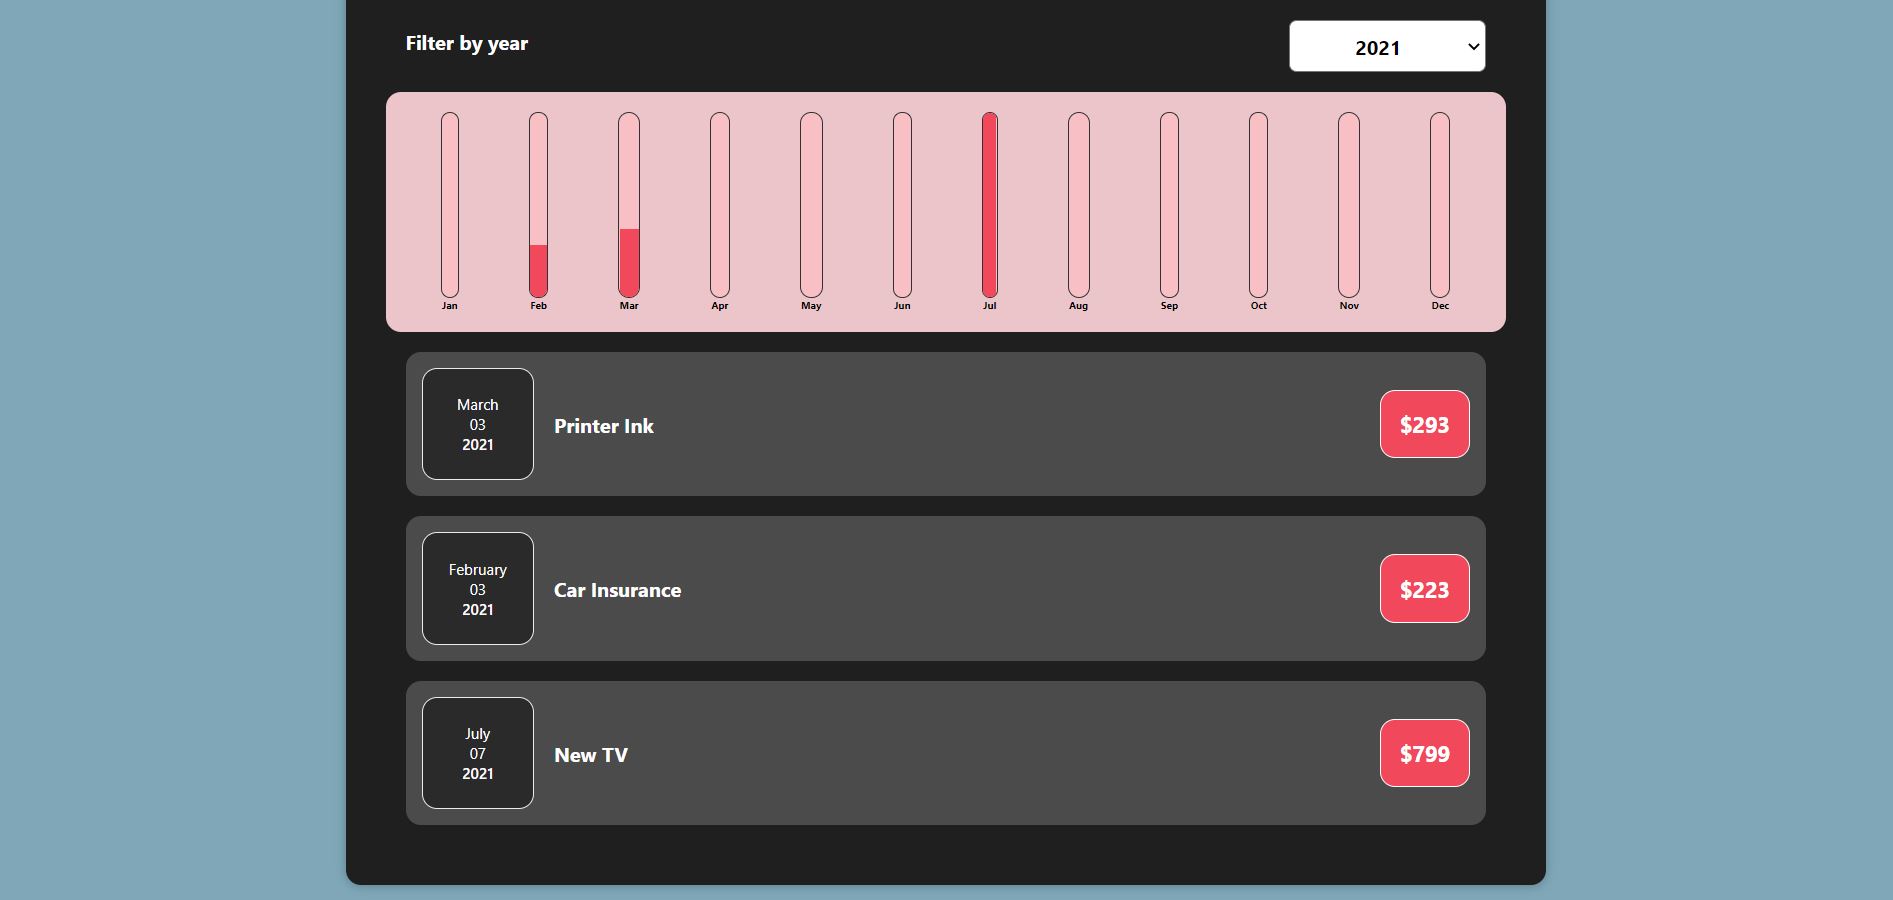 Filter by year
2021
Jan Feb Mar Apr May Jun Jul Aug Sep Oct Nov Dec
March
03
2021
Printer Ink
$293
February
03
2021
Car Insurance
$223
July
07
2021
New TV
$799